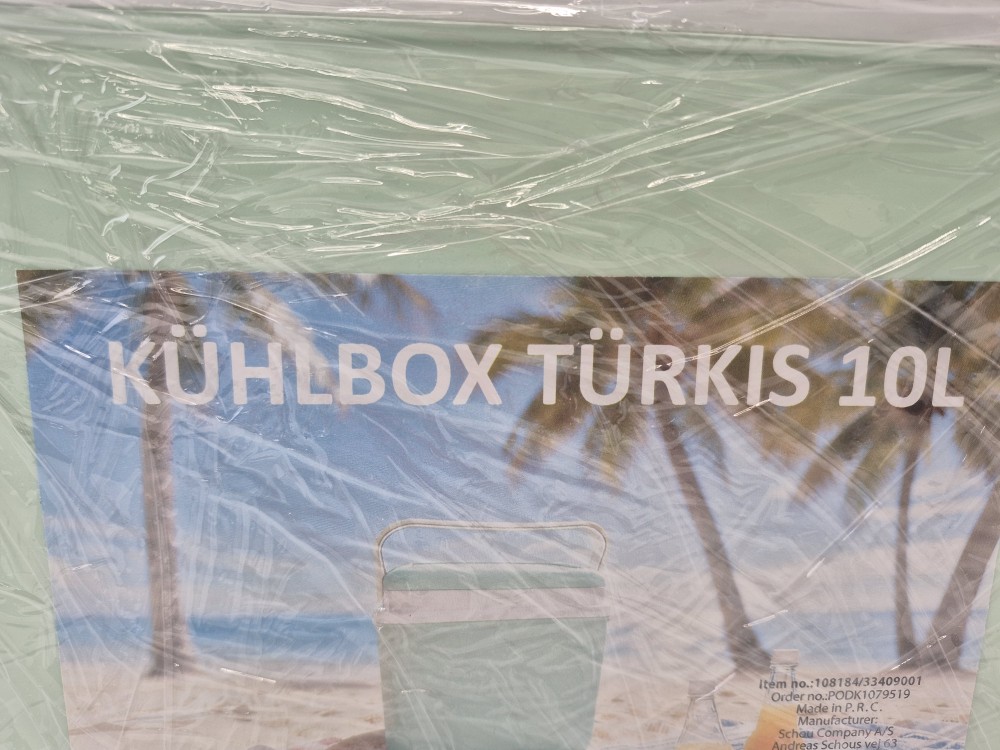 KÜHLBOX TÜRKIS 10L
Item no.:108184/33409001
Order no.:PODK1079519
Made in P.R.C.
Manufacturer:
Schou Company A/S
Andreas Schous vej 63